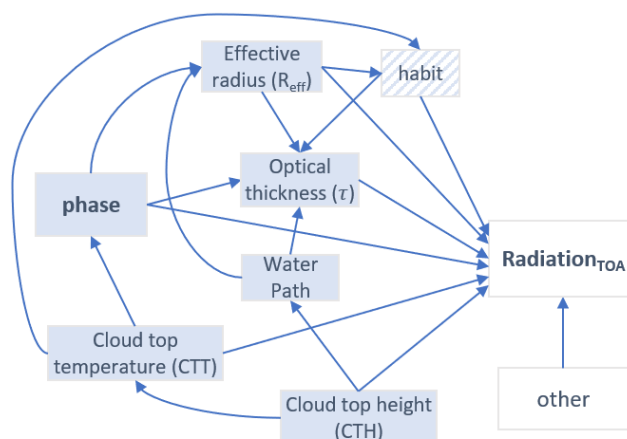 Effective
radius (Reff)
habit
Optical
thickness (τ)
phase
RadiationTOA
Water
Path
Cloud top
temperature (CTT)
Cloud top height
(CTH)
other